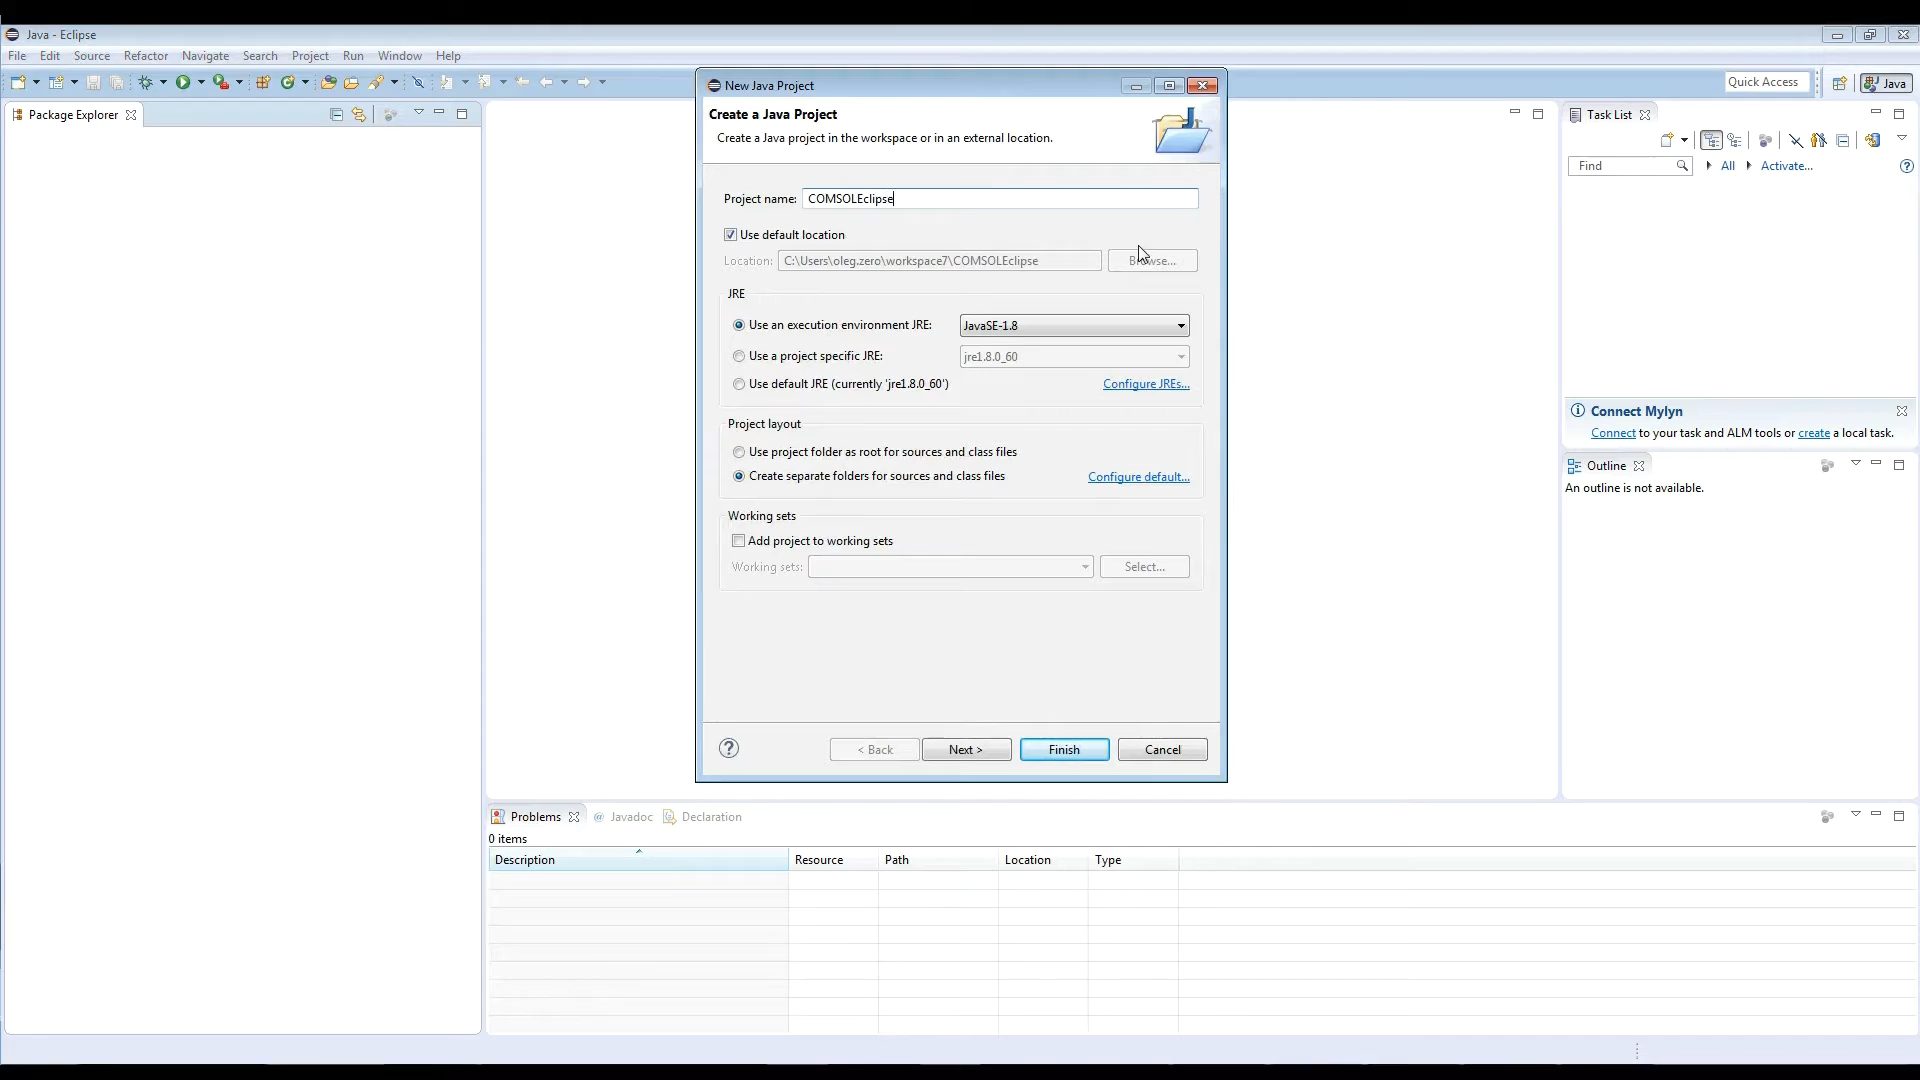 Java - Eclipse
File Edit Source Refactor Navigate Search Project Run Window Help
Quick Access
Java
Package Explorer
New Java Project
Create a Java Project
Create a Java project in the workspace or in an external location.
Project name: COMSOLEclipse
Use default location
Location: C:\Users\oleg.zero\workspace7\COMSOLEclipse
JRE
Use an execution environment JRE: JavaSE-1.8
Use a project specific JRE: jre1.8.0_60
Use default JRE (currently 'jre1.8.0_60') Configure JREs...
Project layout
Use project folder as root for sources and class files
Create separate folders for sources and class files Configure default...
Working sets
Add project to working sets
Working sets: Select...
< Back Next > Finish Cancel
Task List
Find All Activate...
Connect Mylyn
Connect to your task and ALM tools or create a local task.
Outline
An outline is not available.
Problems @ Javadoc Declaration
0 items
Description Resource Path Location Type